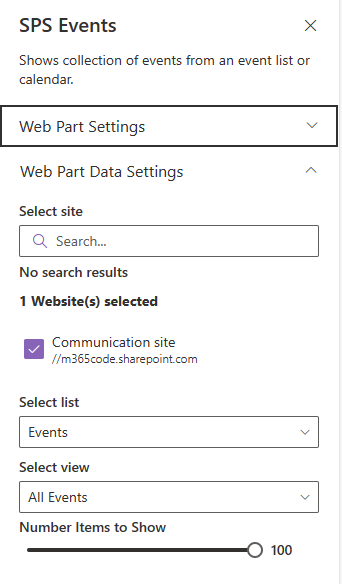 SPS Events
Shows collection of events from an event list or
calendar.
Web Part Settings
Web Part Data Settings
Select site
Search...
No search results
1 Website(s) selected
Communication site
//m365code.sharepoint.com
Select list
Events
Select view
All Events
Number Items to Show
100